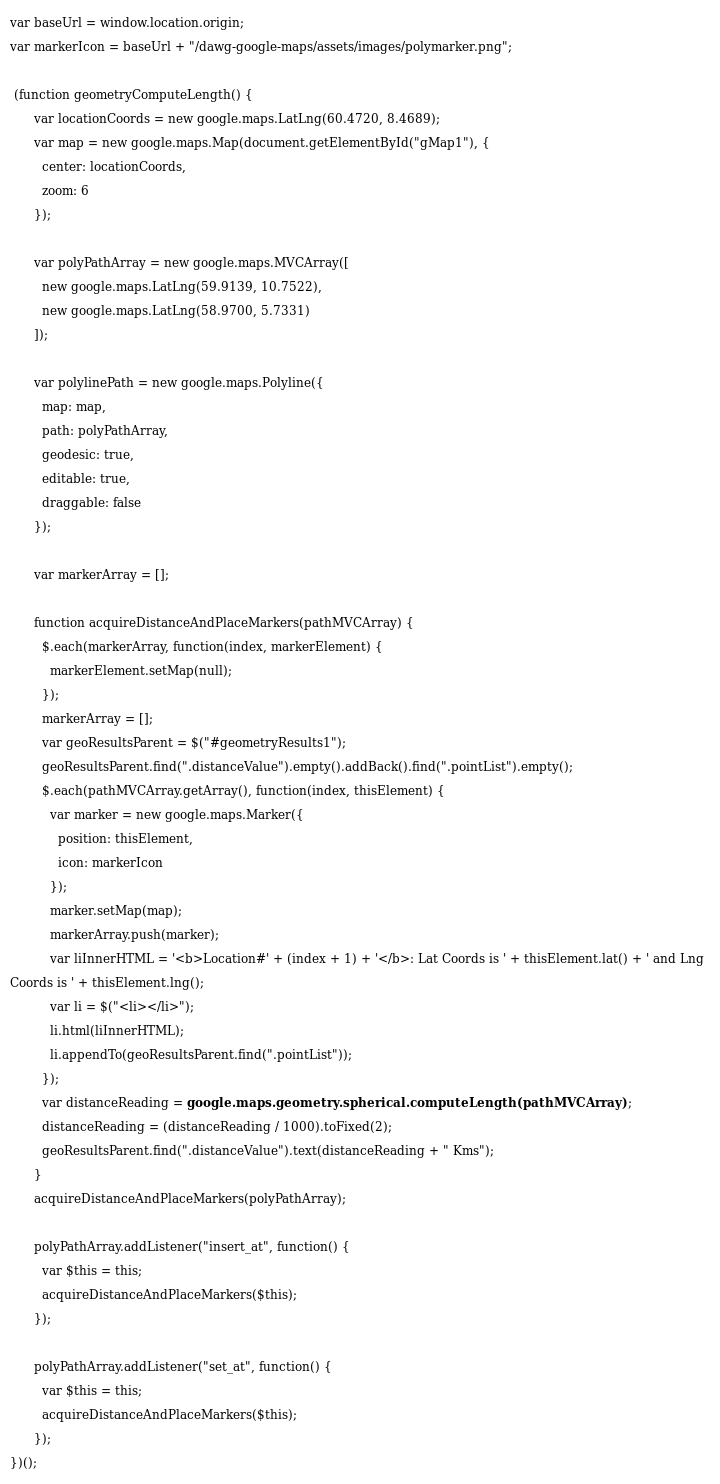 var baseUrl = window.location.origin;
var markerIcon = baseUrl + "/dawg-google-maps/assets/images/polymarker.png";
(function geometryComputeLength() {
var locationCoords = new google.maps.LatLng(60.4720, 8.4689);
var map = new google.maps.Map(document.getElementById("gMap1"), {
center: locationCoords,
zoom: 6
});
var polyPathArray = new google.maps.MVCArray([
new google.maps.LatLng(59.9139, 10.7522),
new google.maps.LatLng(58.9700, 5.7331)
]);
var polylinePath = new google.maps.Polyline({
map: map,
path: polyPathArray,
geodesic: true,
editable: true,
draggable: false
});
var markerArray = [];
function acquireDistanceAndPlaceMarkers(pathMVCArray) {
$.each(markerArray, function(index, markerElement) {
markerElement.setMap(null);
});
markerArray = [];
var geoResultsParent = $("#geometryResults1");
geoResultsParent.find(".distanceValue").empty().addBack().find(".pointList").empty();
$.each(pathMVCArray.getArray(), function(index, thisElement) {
var marker = new google.maps.Marker({
position: thisElement,
icon: markerIcon
});
marker.setMap(map);
markerArray.push(marker);
var liInnerHTML = '<b>Location#' + (index + 1) + '</b>: Lat Coords is ' + thisElement.lat() + ' and Lng
Coords is ' + thisElement.lng();
var li = $("<li></li>");
li.html(liInnerHTML);
li.appendTo(geoResultsParent.find(".pointList"));
});
var distanceReading = google.maps.geometry.spherical.computeLength(pathMVCArray);
distanceReading = (distanceReading / 1000).toFixed(2);
geoResultsParent.find(".distanceValue").text(distanceReading + " Kms");
}
acquireDistanceAndPlaceMarkers(polyPathArray);
polyPathArray.addListener("insert_at", function() {
var $this = this;
acquireDistanceAndPlaceMarkers($this);
});
polyPathArray.addListener("set_at", function() {
var $this = this;
acquireDistanceAndPlaceMarkers($this);
});
})();